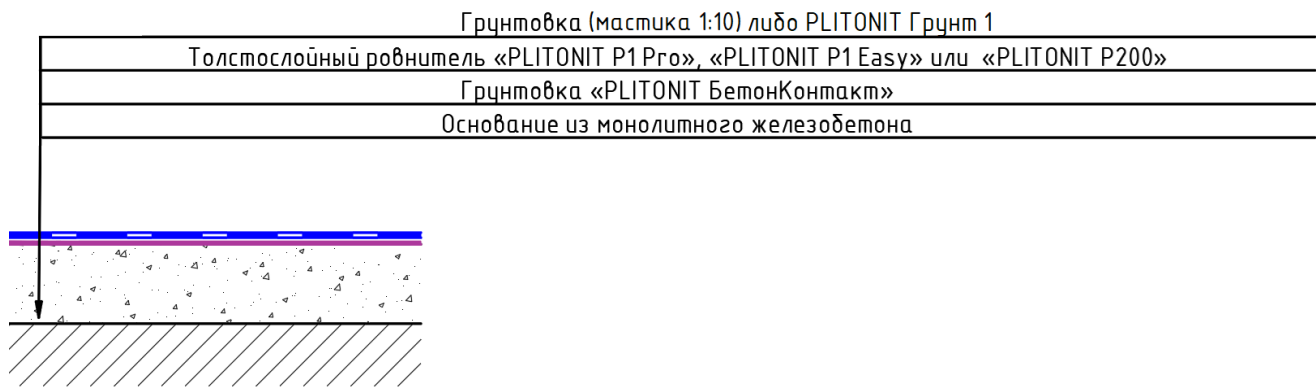 Грунтовка (мастика 1:10) либо PLITONIT Грунт 1
Толстослойный ровнитель «PLITONIT P1 Pro», «PLITONIT P1 Easy» или «PLITONIT P200»
Грунтовка «PLITONIT БетонКонтакт»
Основание из монолитного железобетона